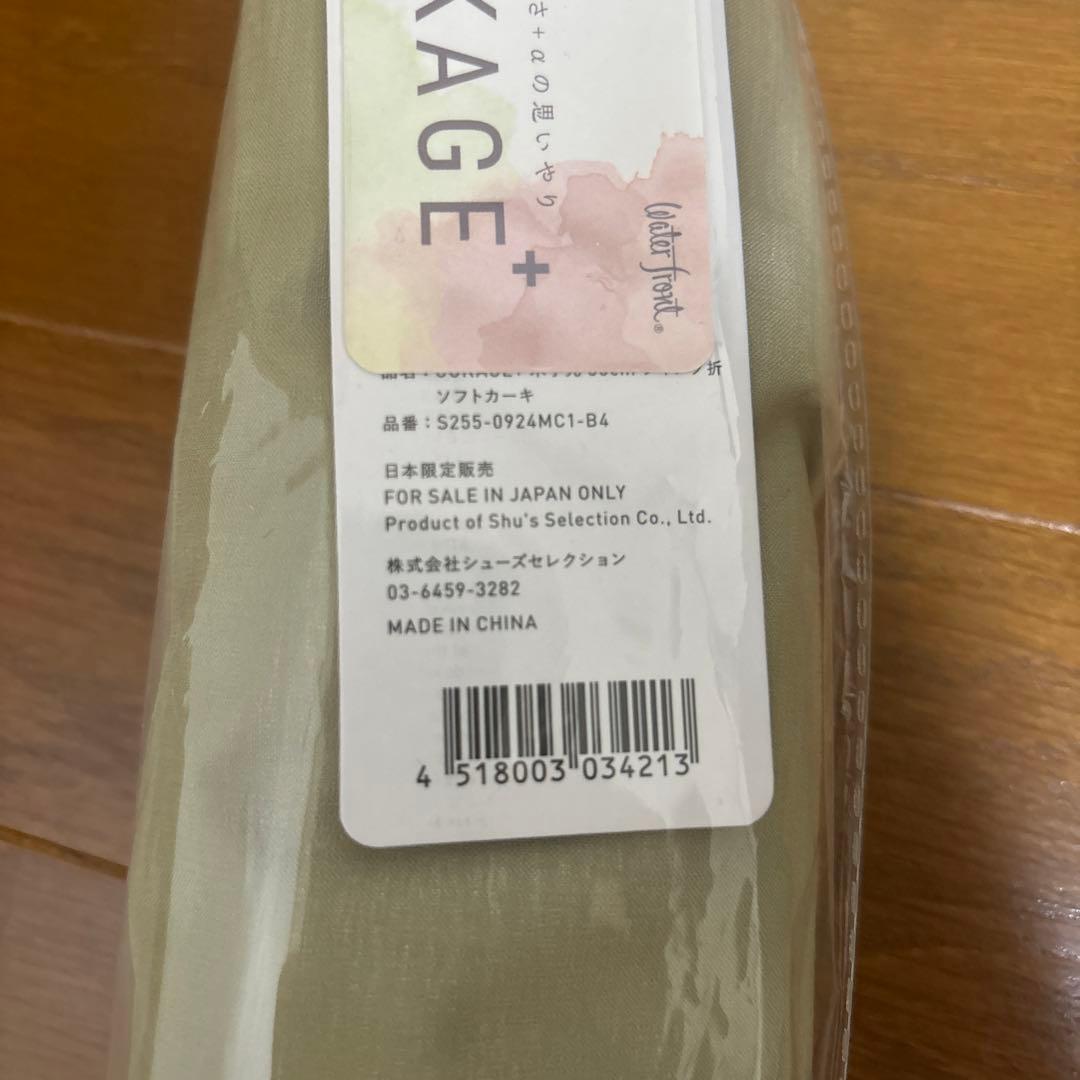 KAGE+
さ+αの思いやり
Water front®
ソフトカーキ
品番:S255-0924MC1-B4
日本限定販売
FOR SALE IN JAPAN ONLY
Product of Shu's Selection Co., Ltd.
株式会社シューズセレクション
03-6459-3282
MADE IN CHINA
4 518003 034213